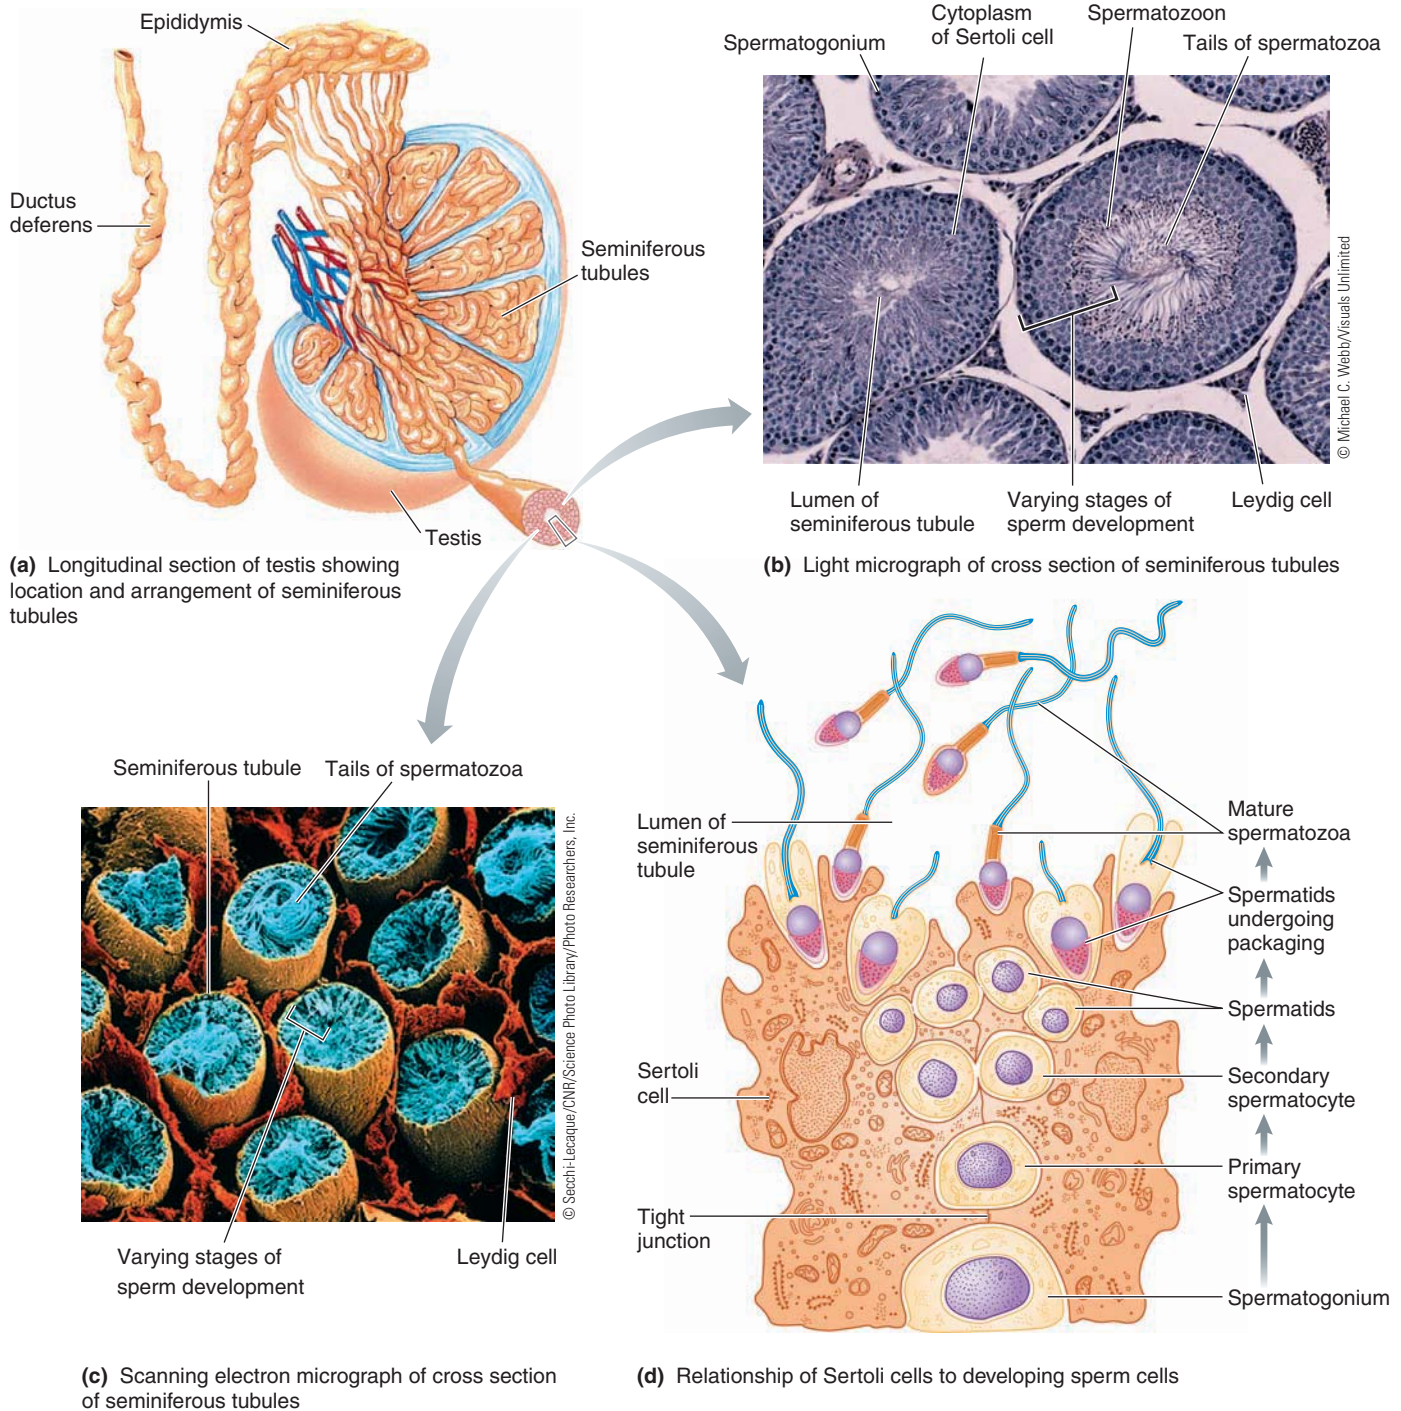 Epididymis
Ductus
deferens
Seminiferous
tubules
Testis
(a) Longitudinal section of testis showing
location and arrangement of seminiferous
tubules
Cytoplasm
of Sertoli cell
Spermatozoon
Spermatogonium
Tails of spermatozoa
Lumen of
seminiferous tubule
Varying stages of
sperm development
Leydig cell
© Michael C. Webb/Visuals Unlimited
(b) Light micrograph of cross section of seminiferous tubules
Seminiferous tubule
Tails of spermatozoa
Varying stages of
sperm development
Leydig cell
© Secchi-Lecaque/CNR/Science Photo Library/Photo Researchers, Inc.
(c) Scanning electron micrograph of cross section
of seminiferous tubules
Lumen of
seminiferous
tubule
Sertoli
cell
Tight
junction
Mature
spermatozoa
Spermatids
undergoing
packaging
Spermatids
Secondary
spermatocyte
Primary
spermatocyte
Spermatogonium
(d) Relationship of Sertoli cells to developing sperm cells